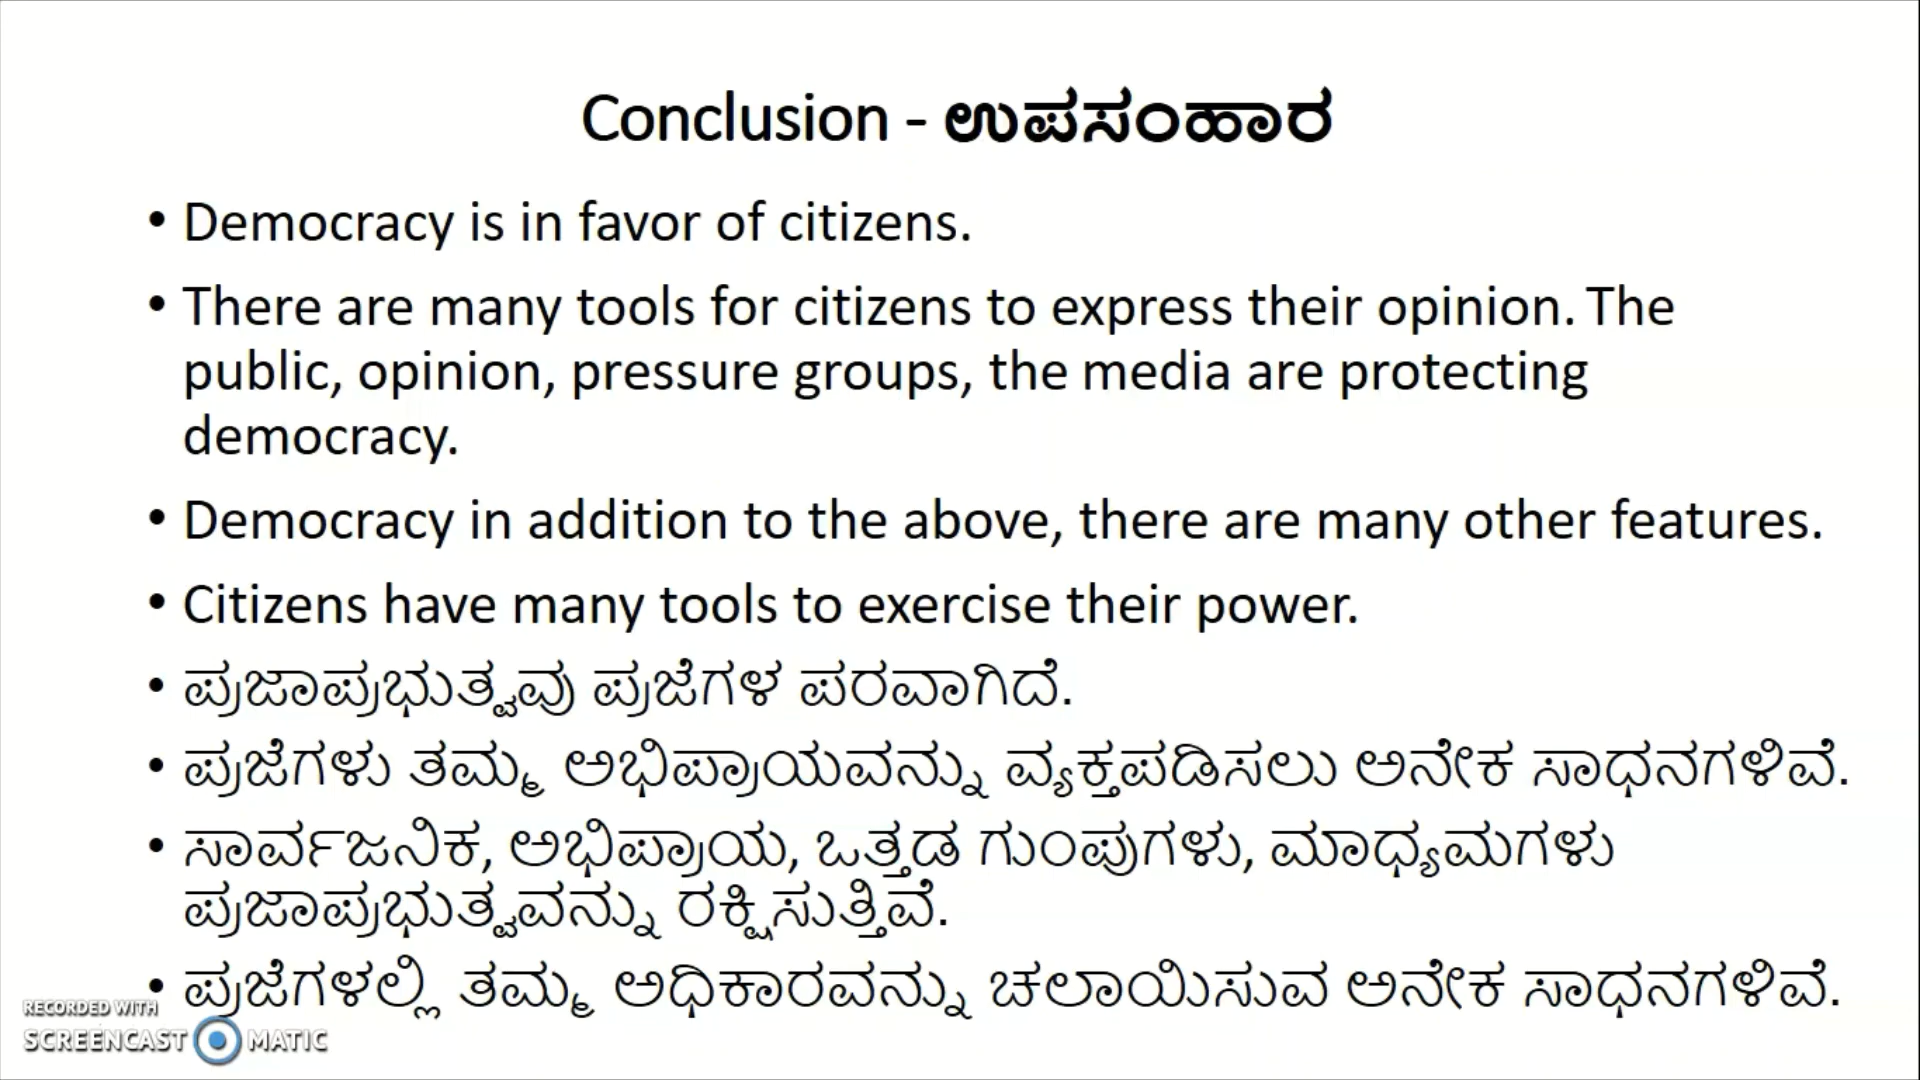 Conclusion - ಉಪಸಂಹಾರ
• Democracy is in favor of citizens.
• There are many tools for citizens to express their opinion. The
public, opinion, pressure groups, the media are protecting
democracy.
• Democracy in addition to the above, there are many other features.
• Citizens have many tools to exercise their power.
• ಪ್ರಜಾಪ್ರಭುತ್ವವು ಪ್ರಜೆಗಳ ಪರವಾಗಿದೆ.
• ಪ್ರಜೆಗಳು ತಮ್ಮ ಅಭಿಪ್ರಾಯವನ್ನು ವ್ಯಕ್ತಪಡಿಸಲು ಅನೇಕ ಸಾಧನಗಳಿವೆ.
• ಸಾರ್ವಜನಿಕ, ಅಭಿಪ್ರಾಯ, ಒತ್ತಡ ಗುಂಪುಗಳು, ಮಾಧ್ಯಮಗಳು
ಪ್ರಜಾಪ್ರಭುತ್ವವನ್ನು ರಕ್ಷಿಸುತ್ತಿವೆ.
• ಪ್ರಜೆಗಳಲ್ಲಿ ತಮ್ಮ ಅಧಿಕಾರವನ್ನು ಚಲಾಯಿಸುವ ಅನೇಕ ಸಾಧನಗಳಿವೆ.
RECORDED WITH
SCREENCAST MATIC